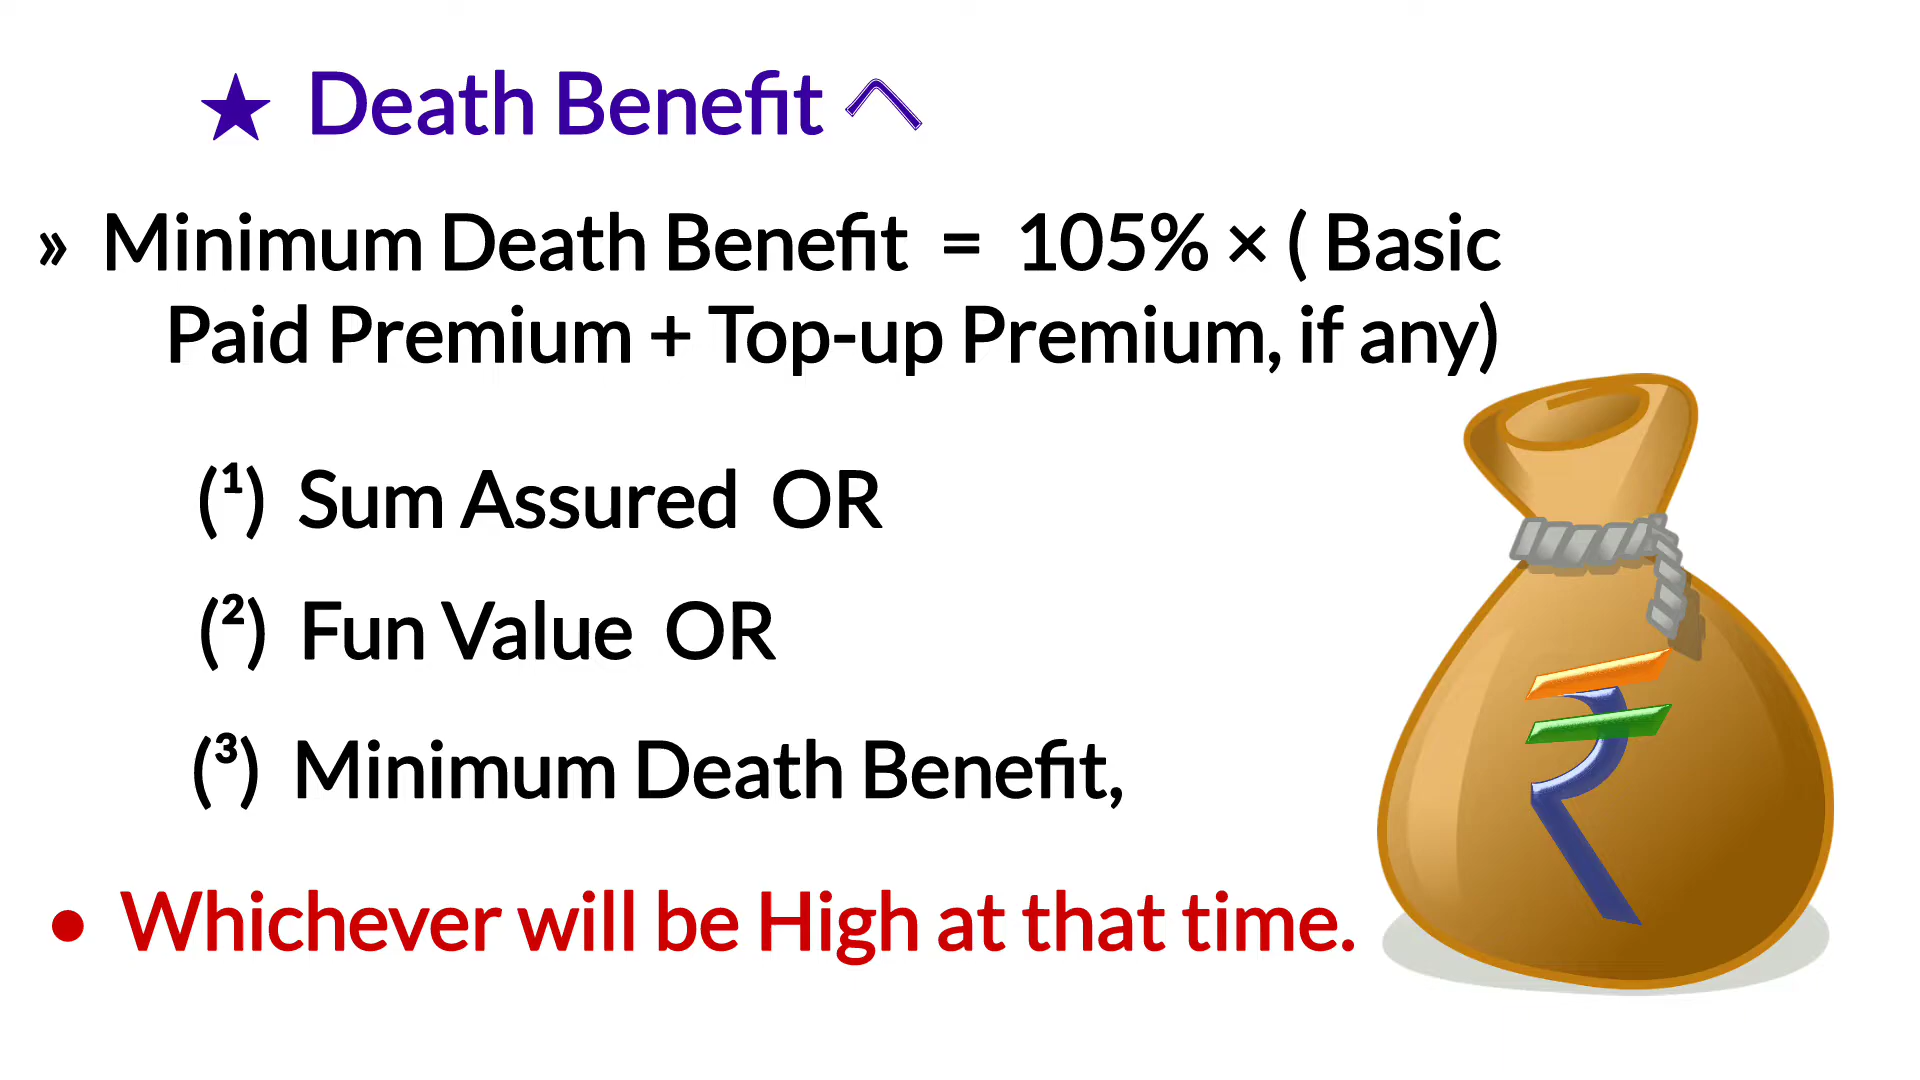 ★ Death Benefit ㄟ
» Minimum Death Benefit = 105% × ( Basic
Paid Premium + Top-up Premium, if any)
(¹) Sum Assured OR
(²) Fun Value OR
(³) Minimum Death Benefit,
• Whichever will be High at that time.
₹